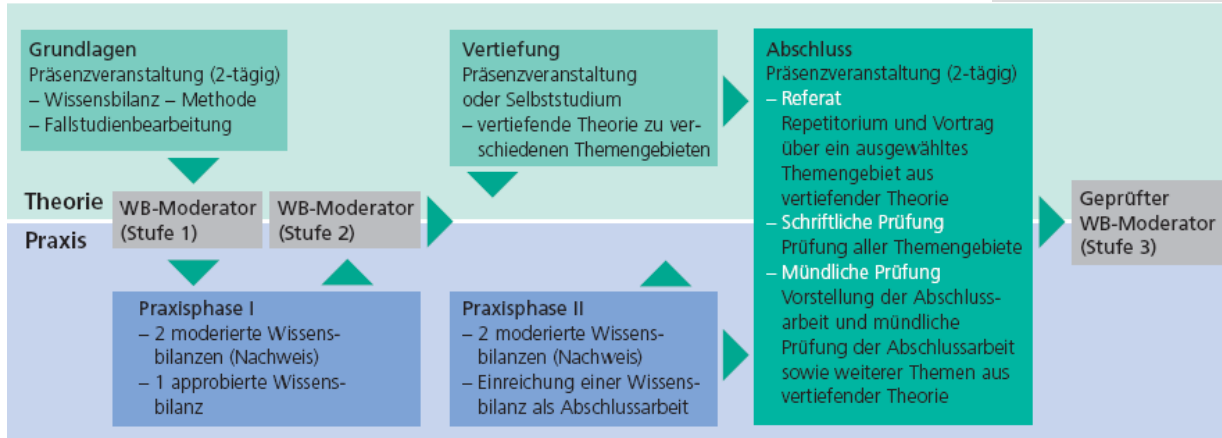 Grundlagen
Präsenzveranstaltung (2-tägig)
– Wissensbilanz – Methode
– Fallstudienbearbeitung
Vertiefung
Präsenzveranstaltung
oder Selbststudium
– vertiefende Theorie zu ver-
schiedenen Themengebieten
Abschluss
Präsenzveranstaltung (2-tägig)
– Referat
Repetitorium und Vortrag
über ein ausgewähltes
Themengebiet aus
vertiefender Theorie
– Schriftliche Prüfung
Prüfung aller Themengebiete
– Mündliche Prüfung
Vorstellung der Abschluss-
arbeit und mündliche
Prüfung der Abschlussarbeit
sowie weiterer Themen aus
vertiefender Theorie
Theorie
Praxis
WB-Moderator
(Stufe 1)
WB-Moderator
(Stufe 2)
Geprüfter
WB-Moderator
(Stufe 3)
Praxisphase I
– 2 moderierte Wissens-
bilanzen (Nachweis)
– 1 approbierte Wissens-
bilanz
Praxisphase II
– 2 moderierte Wissens-
bilanzen (Nachweis)
– Einreichung einer Wissens-
bilanz als Abschlussarbeit